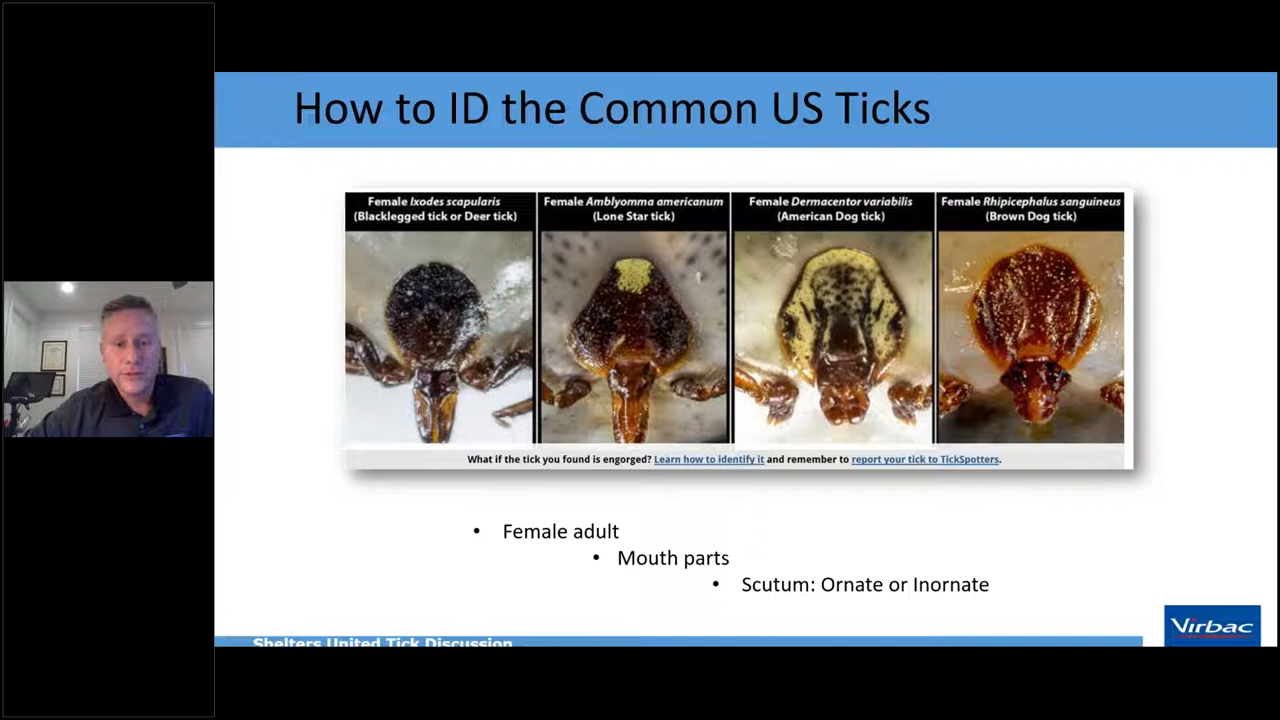 How to ID the Common US Ticks
Female Ixodes scapularis
(Blacklegged tick or Deer tick)
Female Amblyomma americanum
(Lone Star tick)
Female Dermacentor variabilis
(American Dog tick)
Female Rhipicephalus sanguineus
(Brown Dog tick)
What if the tick you found is engorged? Learn how to identify it and remember to report your tick to TickSpotters.
• Female adult
• Mouth parts
• Scutum: Ornate or Inornate
Shelters United Tick Discussion
Virbac